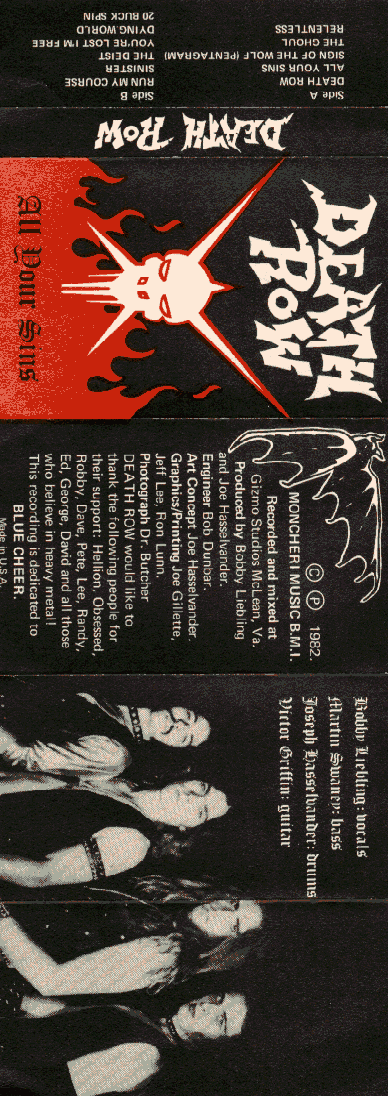 Side A
DEATH ROW
ALL YOUR SINS
SIGN OF THE WOLF (PENTAGRAM)
THE GHOUL
RELENTLESS
Side B
RUN MY COURSE
SINISTER
THE DEIST
YOU'RE LOST I'M FREE
DYING WORLD
20 BUCK SPIN
DEATH ROW
DEATH
ROW
All Your Sins
© ℗ 1982.
MONCHERI MUSIC B.M.I.
Recorded and mixed at
Gizmo Studios McLean, Va.
Produced by Bobby Liebling
and Joe Hasselvander.
Engineer Bob Dunbar.
Art Concept Joe Hasselvander.
Graphics/Printing Joe Gillette,
Jeff Lee, Ron Lunn.
Photograph Dr. Butcher
DEATH ROW would like to
thank the following people for
their support: Hellion, Obsessed,
Robby, Dave, Pete, Lee, Randy,
Ed, George, David and all those
who believe in heavy metal!
This recording is dedicated to
BLUE CHEER.
Made in U.S.A.
Bobby Liebling: vocals
Martin Swaney: bass
Joseph Hasselvander: drums
Victor Griffin: guitar